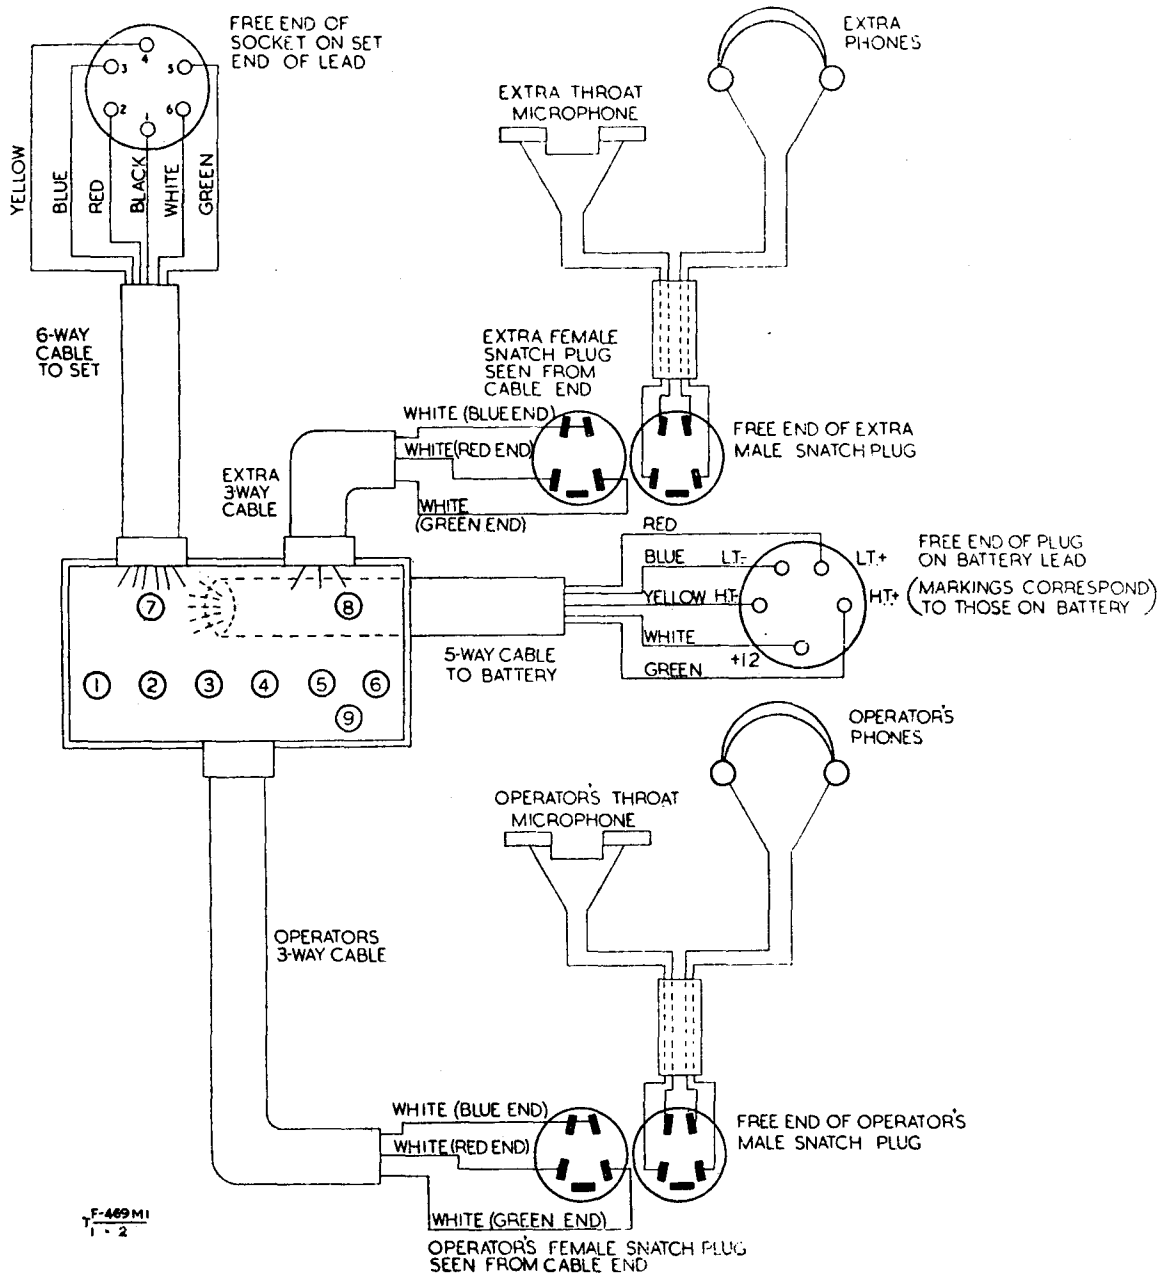 FREE END OF
SOCKET ON SET
END OF LEAD
4
3
5
2
1
6
YELLOW
BLUE
RED
BLACK
WHITE
GREEN
6-WAY
CABLE
TO SET
EXTRA THROAT
MICROPHONE
EXTRA
PHONES
EXTRA FEMALE
SNATCH PLUG
SEEN FROM
CABLE END
WHITE (BLUE END)
WHITE (RED END)
WHITE
(GREEN END)
EXTRA
3-WAY
CABLE
FREE END OF EXTRA
MALE SNATCH PLUG
RED
BLUE L.T.-
YELLOW H.T.-
WHITE
+12
GREEN
L.T.+
H.T.+
FREE END OF PLUG
ON BATTERY LEAD
(MARKINGS CORRESPOND
TO THOSE ON BATTERY)
5-WAY CABLE
TO BATTERY
7
8
1 2 3 4 5 6
9
OPERATOR'S
PHONES
OPERATOR'S THROAT
MICROPHONE
OPERATORS
3-WAY CABLE
WHITE (BLUE END)
WHITE (RED END)
WHITE (GREEN END)
FREE END OF OPERATOR'S
MALE SNATCH PLUG
OPERATOR'S FEMALE SNATCH PLUG
SEEN FROM CABLE END
T F-469 MI
1 - 2